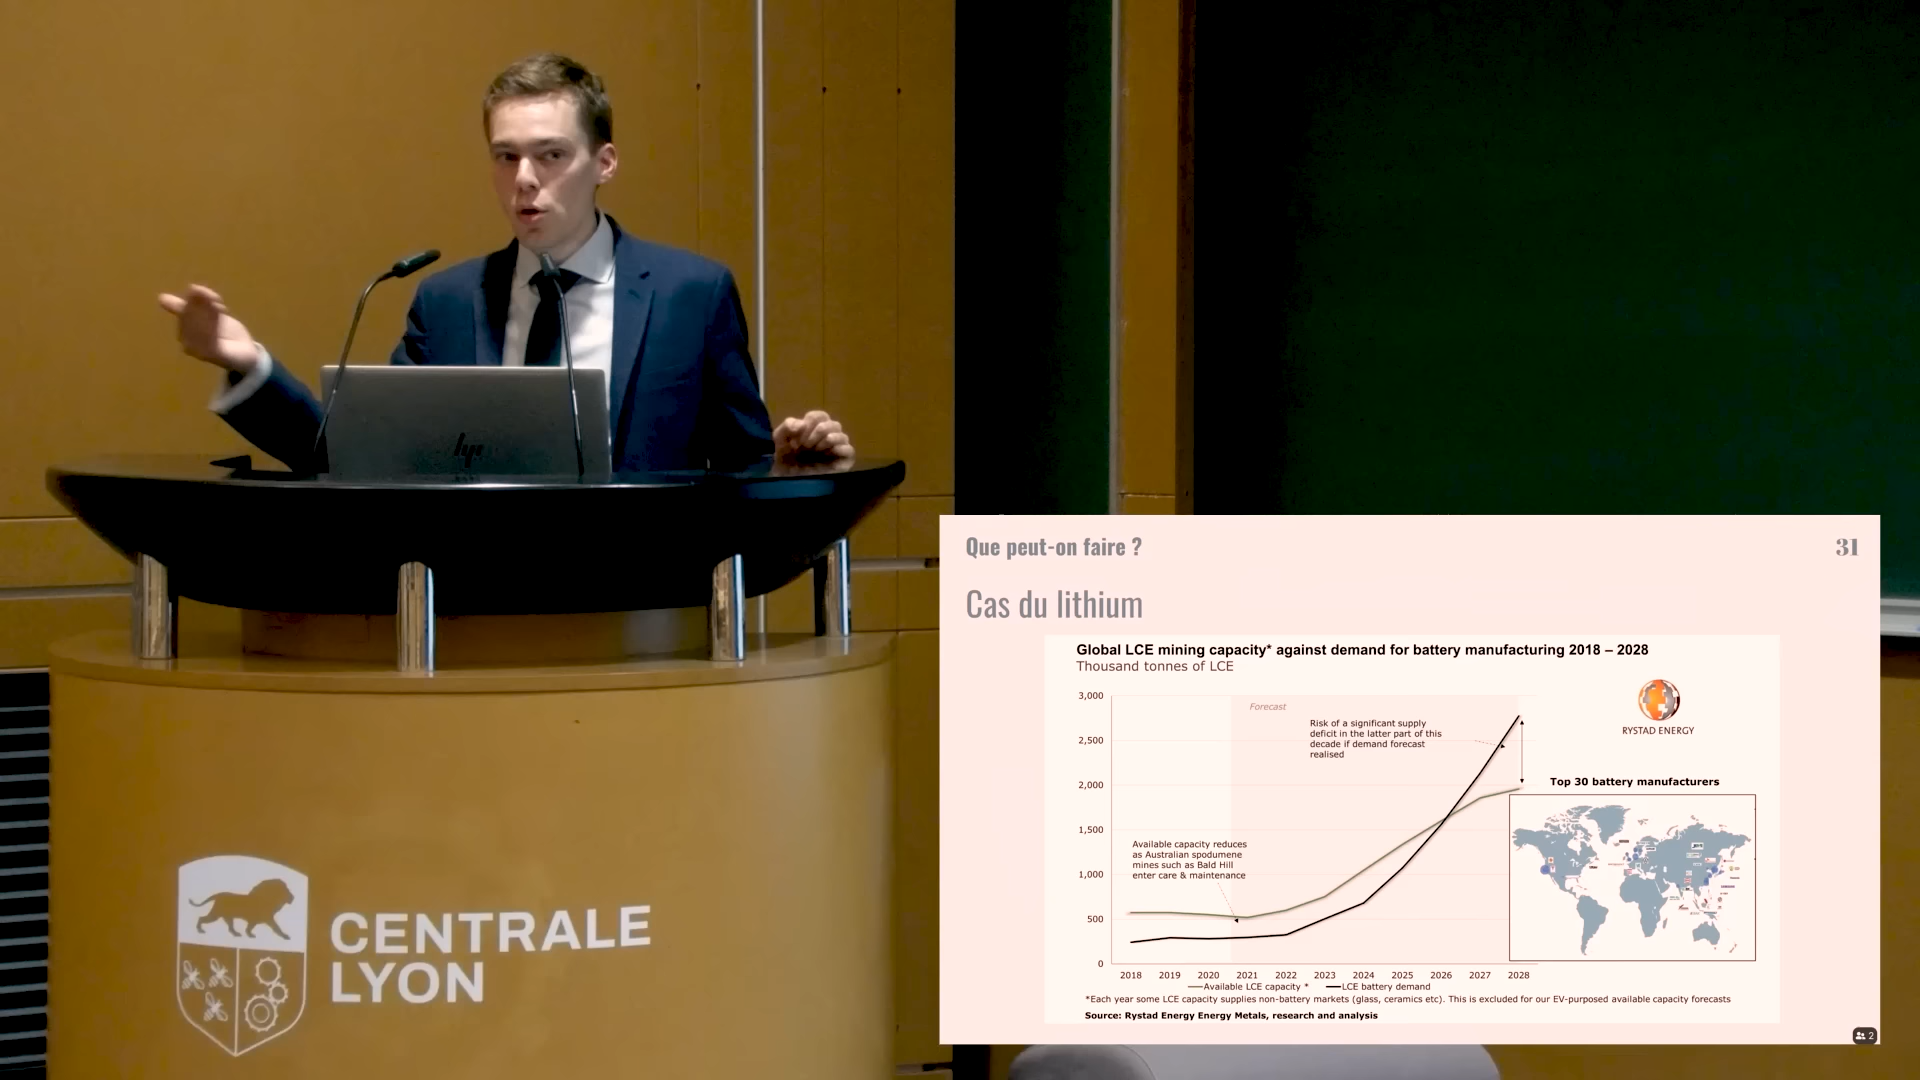 hp
CENTRALE
LYON
Que peut-on faire ?
31
Cas du lithium
Global LCE mining capacity* against demand for battery manufacturing 2018 – 2028
Thousand tonnes of LCE
3,000
2,500
2,000
1,500
1,000
500
0
Forecast
Risk of a significant supply
deficit in the latter part of this
decade if demand forecast
realised
Available capacity reduces
as Australian spodumene
mines such as Bald Hill
enter care & maintenance
2018 2019 2020 2021 2022 2023 2024 2025 2026 2027 2028
Available LCE capacity * LCE battery demand
RYSTAD ENERGY
Top 30 battery manufacturers
*Each year some LCE capacity supplies non-battery markets (glass, ceramics etc). This is excluded for our EV-purposed available capacity forecasts
Source: Rystad Energy Energy Metals, research and analysis
2